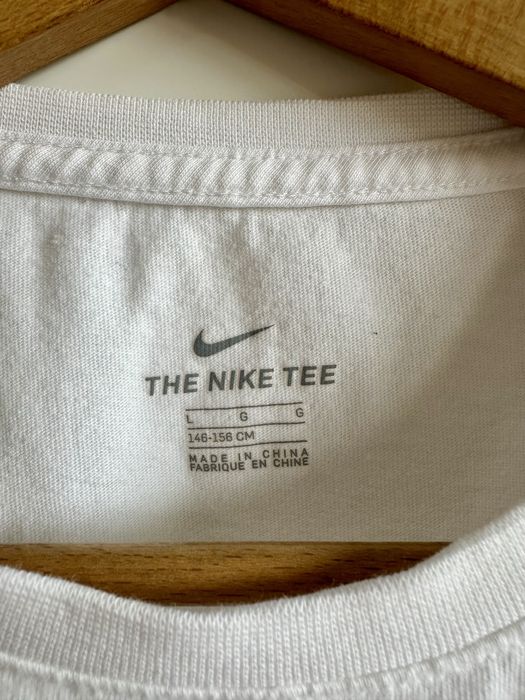 THE NIKE TEE
L G G
146-156 CM
MADE IN CHINA
FABRIQUE EN CHINE